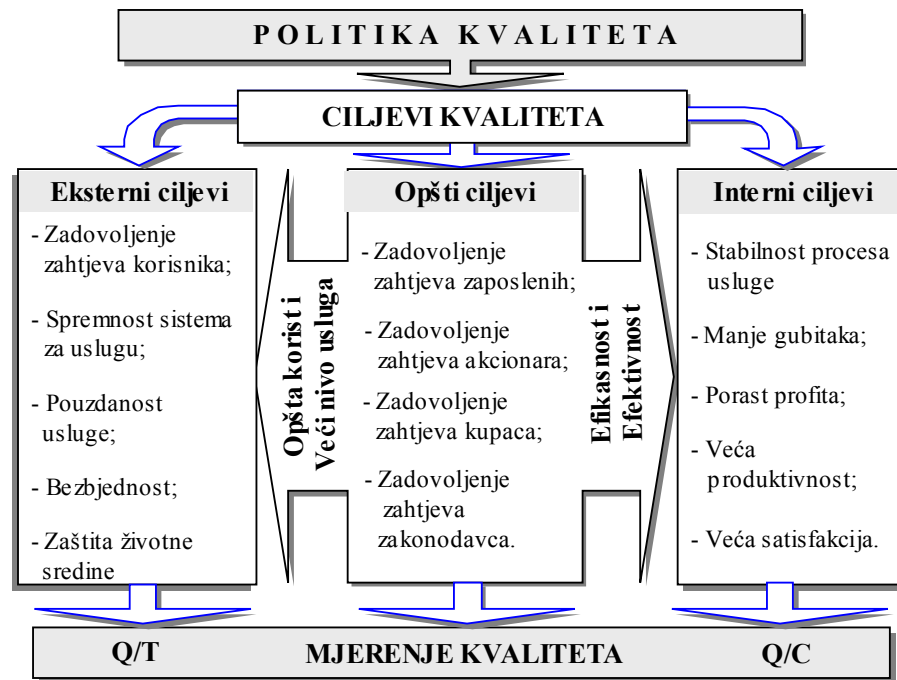 POLITIKA KVALITETA
CILJEVI KVALITETA
Eksterni ciljevi
- Zadovoljenje
zahtjeva korisnika;
- Spremnost sistema
za uslugu;
- Pouzdanost
usluge;
- Bezbjednost;
- Zaštita životne
sredine
Opšta koristi i
Veći nivo usluga
Opšti ciljevi
- Zadovoljenje
zahtjeva zaposlenih;
- Zadovoljenje
zahtjeva akcionara;
- Zadovoljenje
zahtjeva kupaca;
- Zadovoljenje
zahtjeva
zakonodavca.
Efikasnost i
Efektivnost
Interni ciljevi
- Stabilnost procesa
usluge
- Manje gubitaka;
- Porast profita;
- Veća
produktivnost;
- Veća satisfakcija.
Q/T MJERENJE KVALITETA Q/C